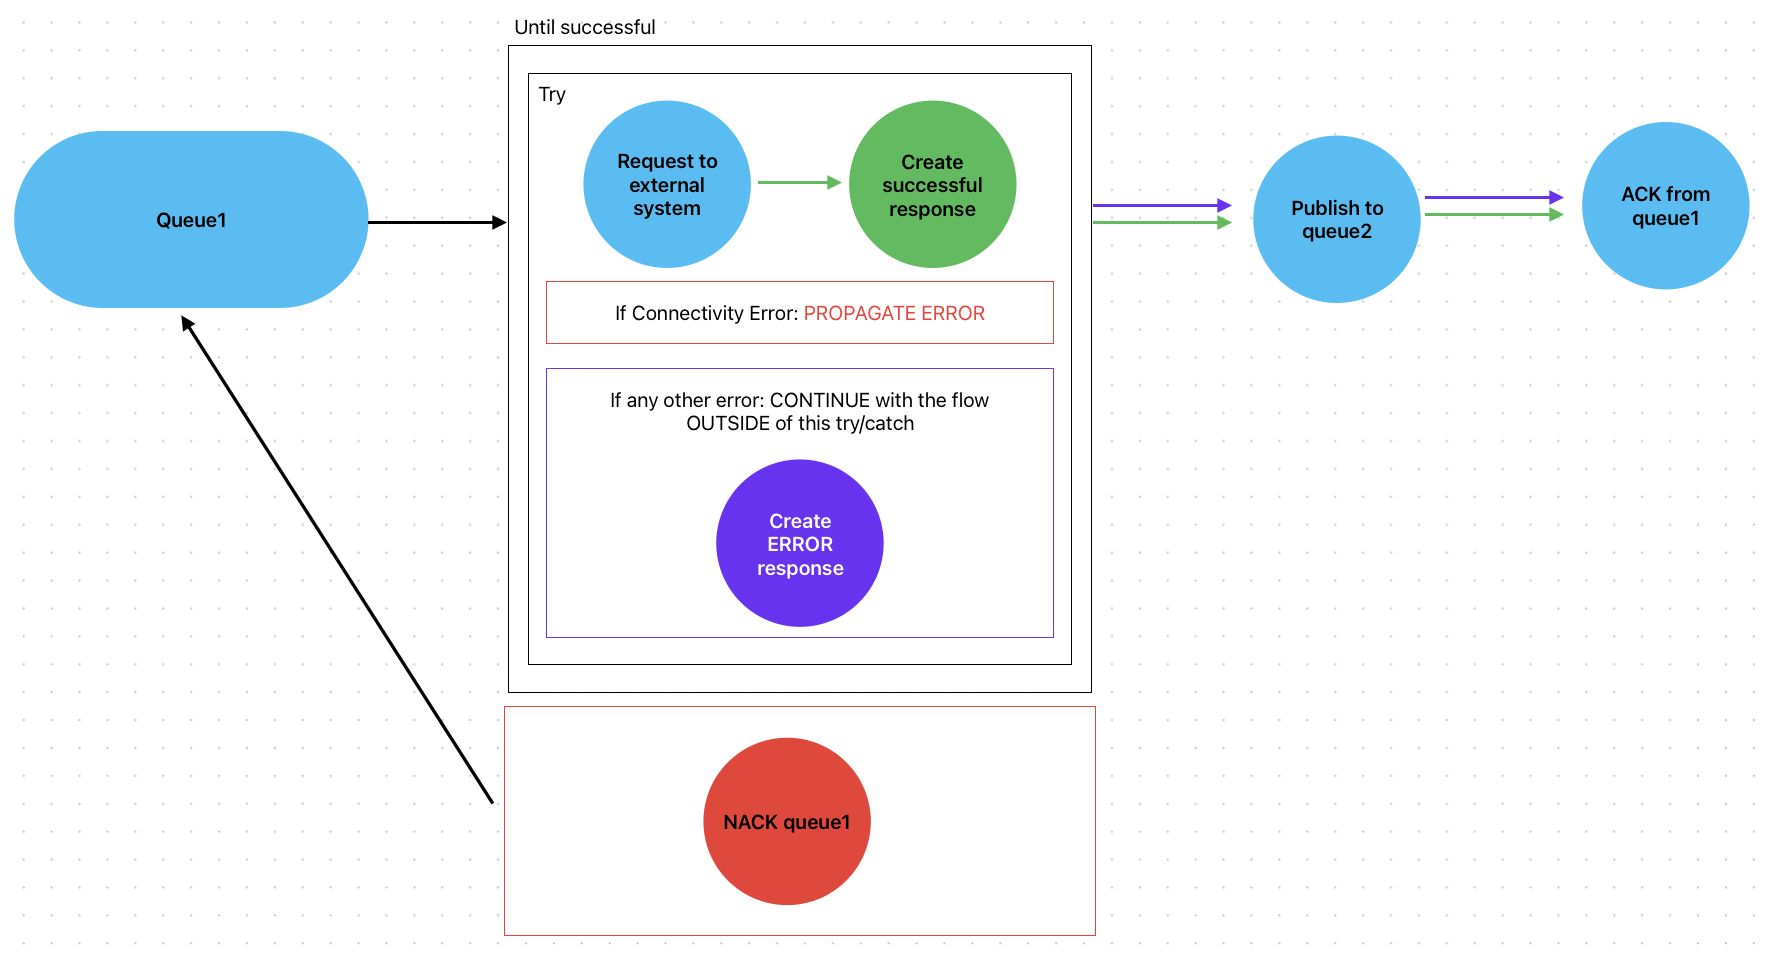 Until successful
Try
Queue1
Request to
external
system
Create
successful
response
Publish to
queue2
ACK from
queue1
If Connectivity Error: PROPAGATE ERROR
If any other error: CONTINUE with the flow
OUTSIDE of this try/catch
Create
ERROR
response
NACK queue1